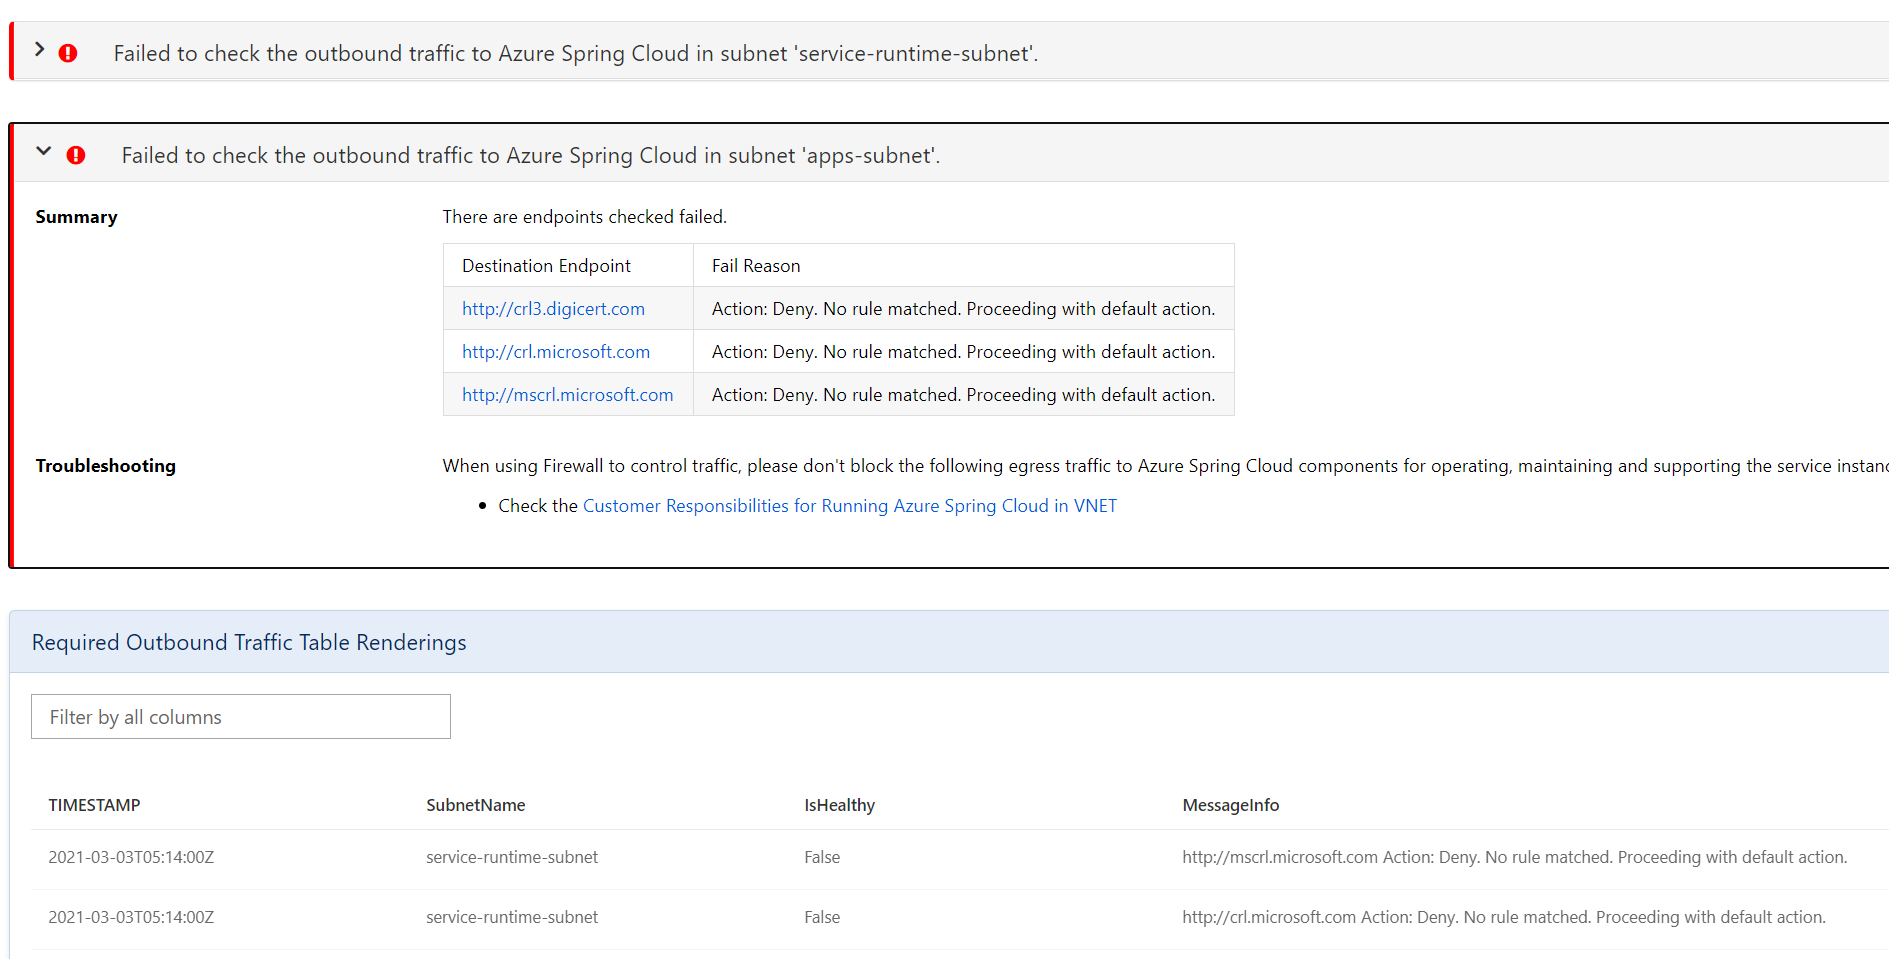 Failed to check the outbound traffic to Azure Spring Cloud in subnet 'service-runtime-subnet'.
Failed to check the outbound traffic to Azure Spring Cloud in subnet 'apps-subnet'.
Summary
There are endpoints checked failed.
Destination Endpoint Fail Reason
http://crl3.digicert.com Action: Deny. No rule matched. Proceeding with default action.
http://crl.microsoft.com Action: Deny. No rule matched. Proceeding with default action.
http://mscrl.microsoft.com Action: Deny. No rule matched. Proceeding with default action.
Troubleshooting
When using Firewall to control traffic, please don't block the following egress traffic to Azure Spring Cloud components for operating, maintaining and supporting the service
Check the Customer Responsibilities for Running Azure Spring Cloud in VNET
Required Outbound Traffic Table Renderings
Filter by all columns
TIMESTAMP SubnetName IsHealthy MessageInfo
2021-03-03T05:14:00Z service-runtime-subnet False http://mscrl.microsoft.com Action: Deny. No rule matched. Proceeding with default action.
2021-03-03T05:14:00Z service-runtime-subnet False http://crl.microsoft.com Action: Deny. No rule matched. Proceeding with default action.